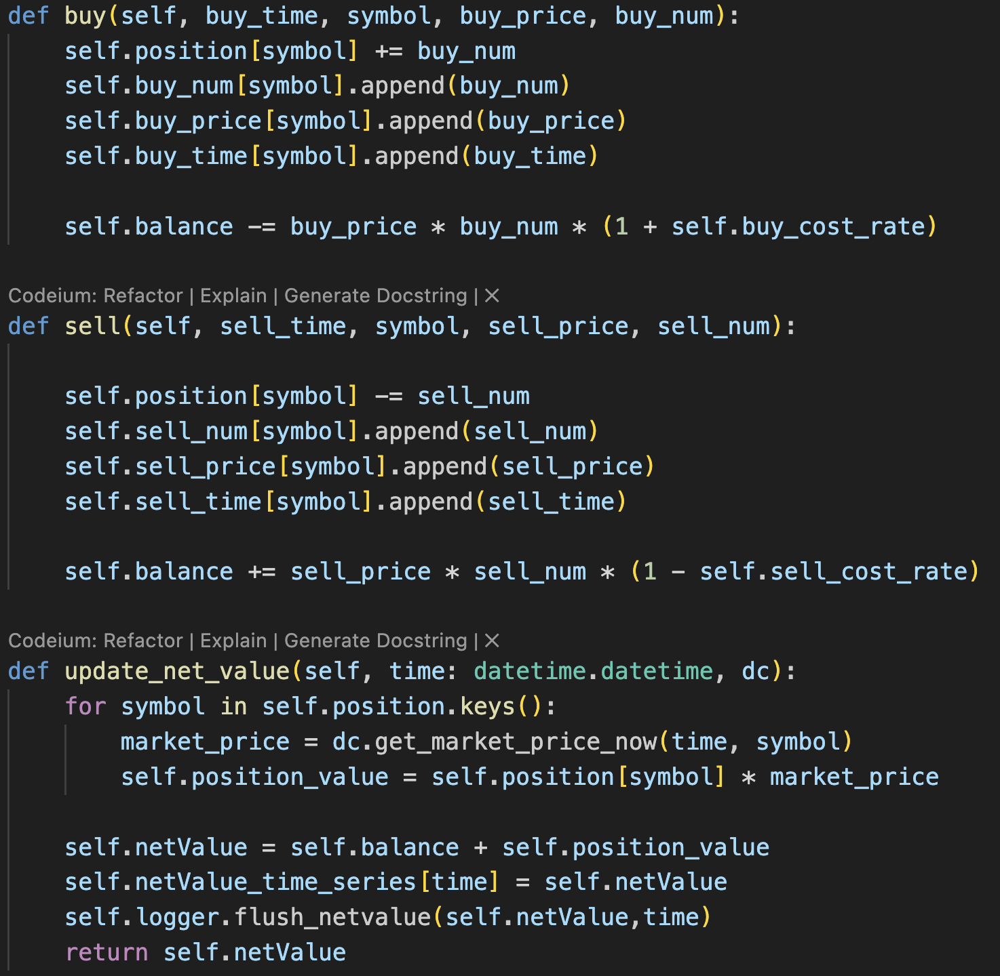 def buy(self, buy_time, symbol, buy_price, buy_num):
    self.position[symbol] += buy_num
    self.buy_num[symbol].append(buy_num)
    self.buy_price[symbol].append(buy_price)
    self.buy_time[symbol].append(buy_time)
    self.balance -= buy_price * buy_num * (1 + self.buy_cost_rate)
Codeium: Refactor | Explain | Generate Docstring | ×
def sell(self, sell_time, symbol, sell_price, sell_num):
    self.position[symbol] -= sell_num
    self.sell_num[symbol].append(sell_num)
    self.sell_price[symbol].append(sell_price)
    self.sell_time[symbol].append(sell_time)
    self.balance += sell_price * sell_num * (1 - self.sell_cost_rate)
Codeium: Refactor | Explain | Generate Docstring | ×
def update_net_value(self, time: datetime.datetime, dc):
    for symbol in self.position.keys():
        market_price = dc.get_market_price_now(time, symbol)
        self.position_value = self.position[symbol] * market_price
    self.netValue = self.balance + self.position_value
    self.netValue_time_series[time] = self.netValue
    self.logger.flush_netvalue(self.netValue,time)
    return self.netValue